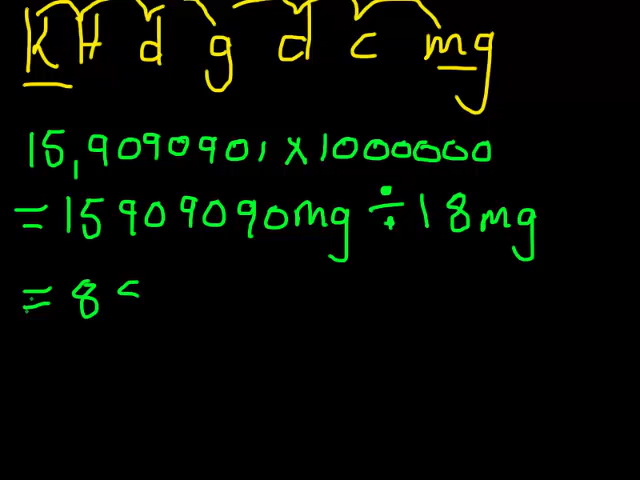 K H d g d c mg
15,9090901 x 1000000
= 15909090mg ÷ 18mg
= 8